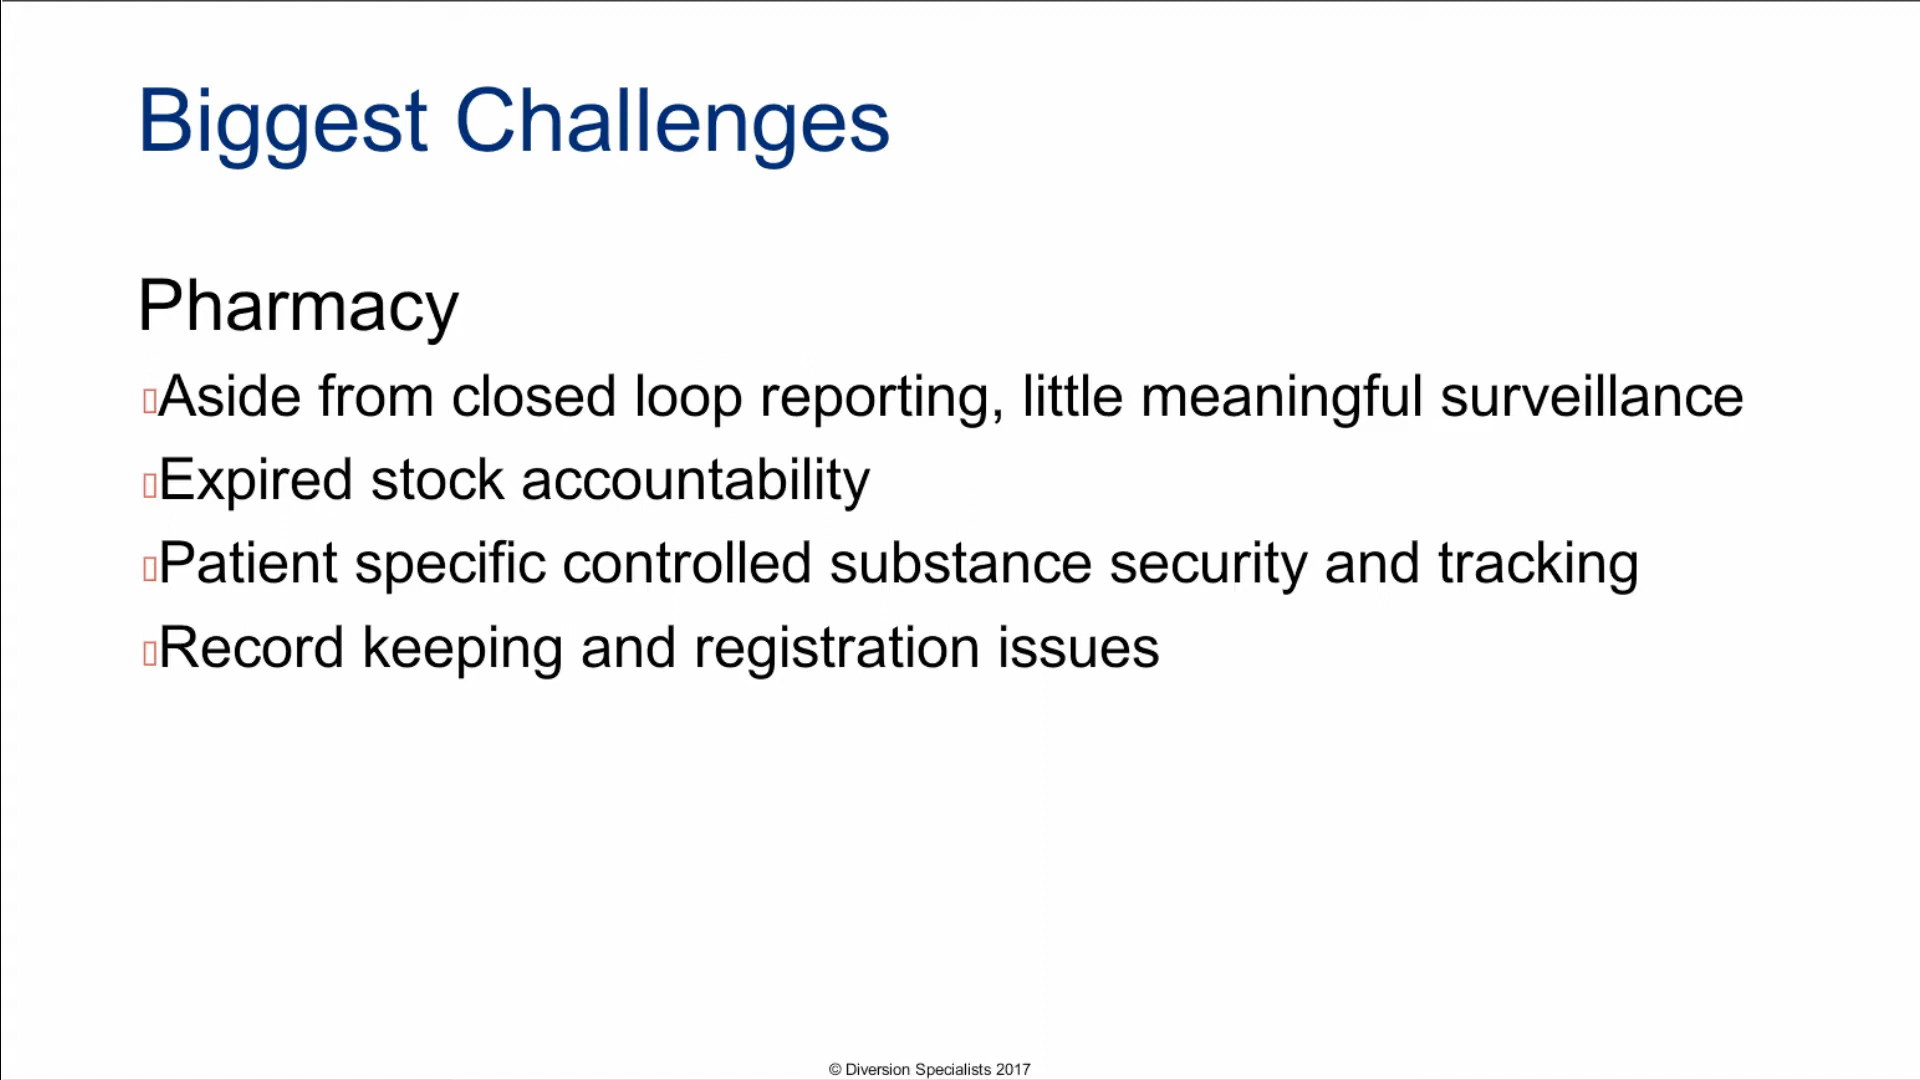 Biggest Challenges
Pharmacy
Aside from closed loop reporting, little meaningful surveillance
Expired stock accountability
Patient specific controlled substance security and tracking
Record keeping and registration issues
© Diversion Specialists 2017